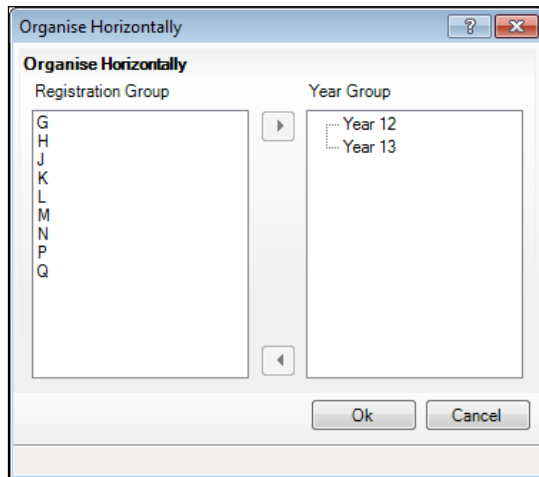 Organise Horizontally
?
Organise Horizontally
Registration Group
Year Group
G
H
J
K
L
M
N
P
Q
Year 12
Year 13
Ok
Cancel